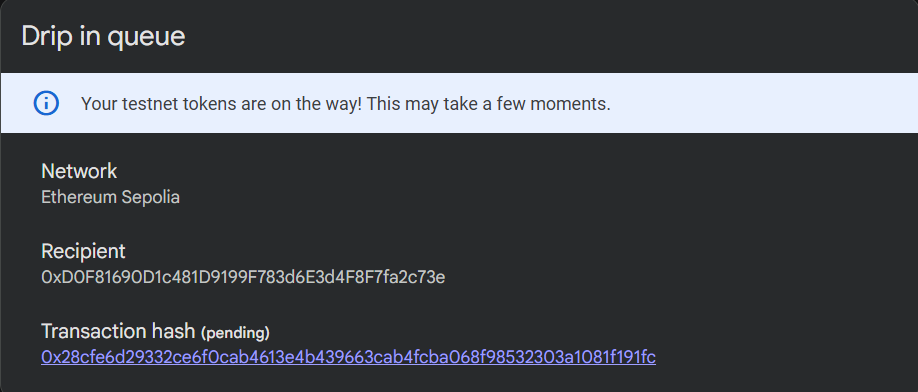 Drip in queue
Your testnet tokens are on the way! This may take a few moments.
Network
Ethereum Sepolia
Recipient
0xD0F81690D1c481D9199F783d6E3d4F8F7fa2c73e
Transaction hash (pending)
0x28cfe6d29332ce6f0cab4613e4b439663cab4fcba068f98532303a1081f191fc